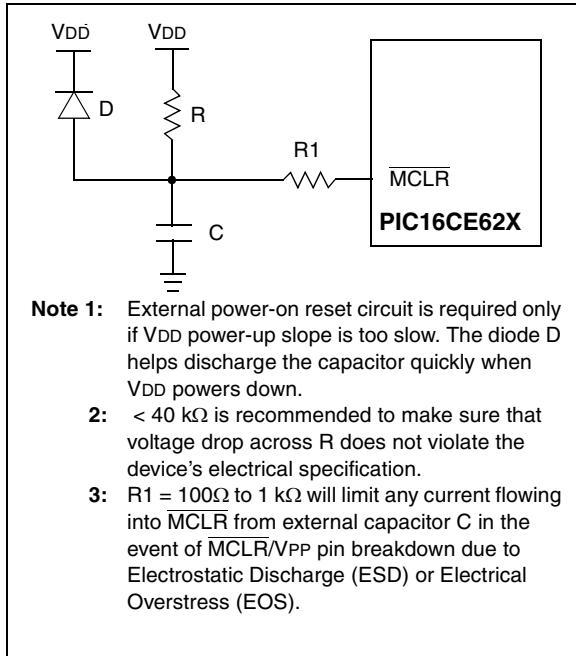 VDD VDD
D
R
R1
MCLR
PIC16CE62X
C
Note 1: External power-on reset circuit is required only
if VDD power-up slope is too slow. The diode D
helps discharge the capacitor quickly when
VDD powers down.
2: < 40 kΩ is recommended to make sure that
voltage drop across R does not violate the
device's electrical specification.
3: R1 = 100Ω to 1 kΩ will limit any current flowing
into MCLR from external capacitor C in the
event of MCLR/VPP pin breakdown due to
Electrostatic Discharge (ESD) or Electrical
Overstress (EOS).